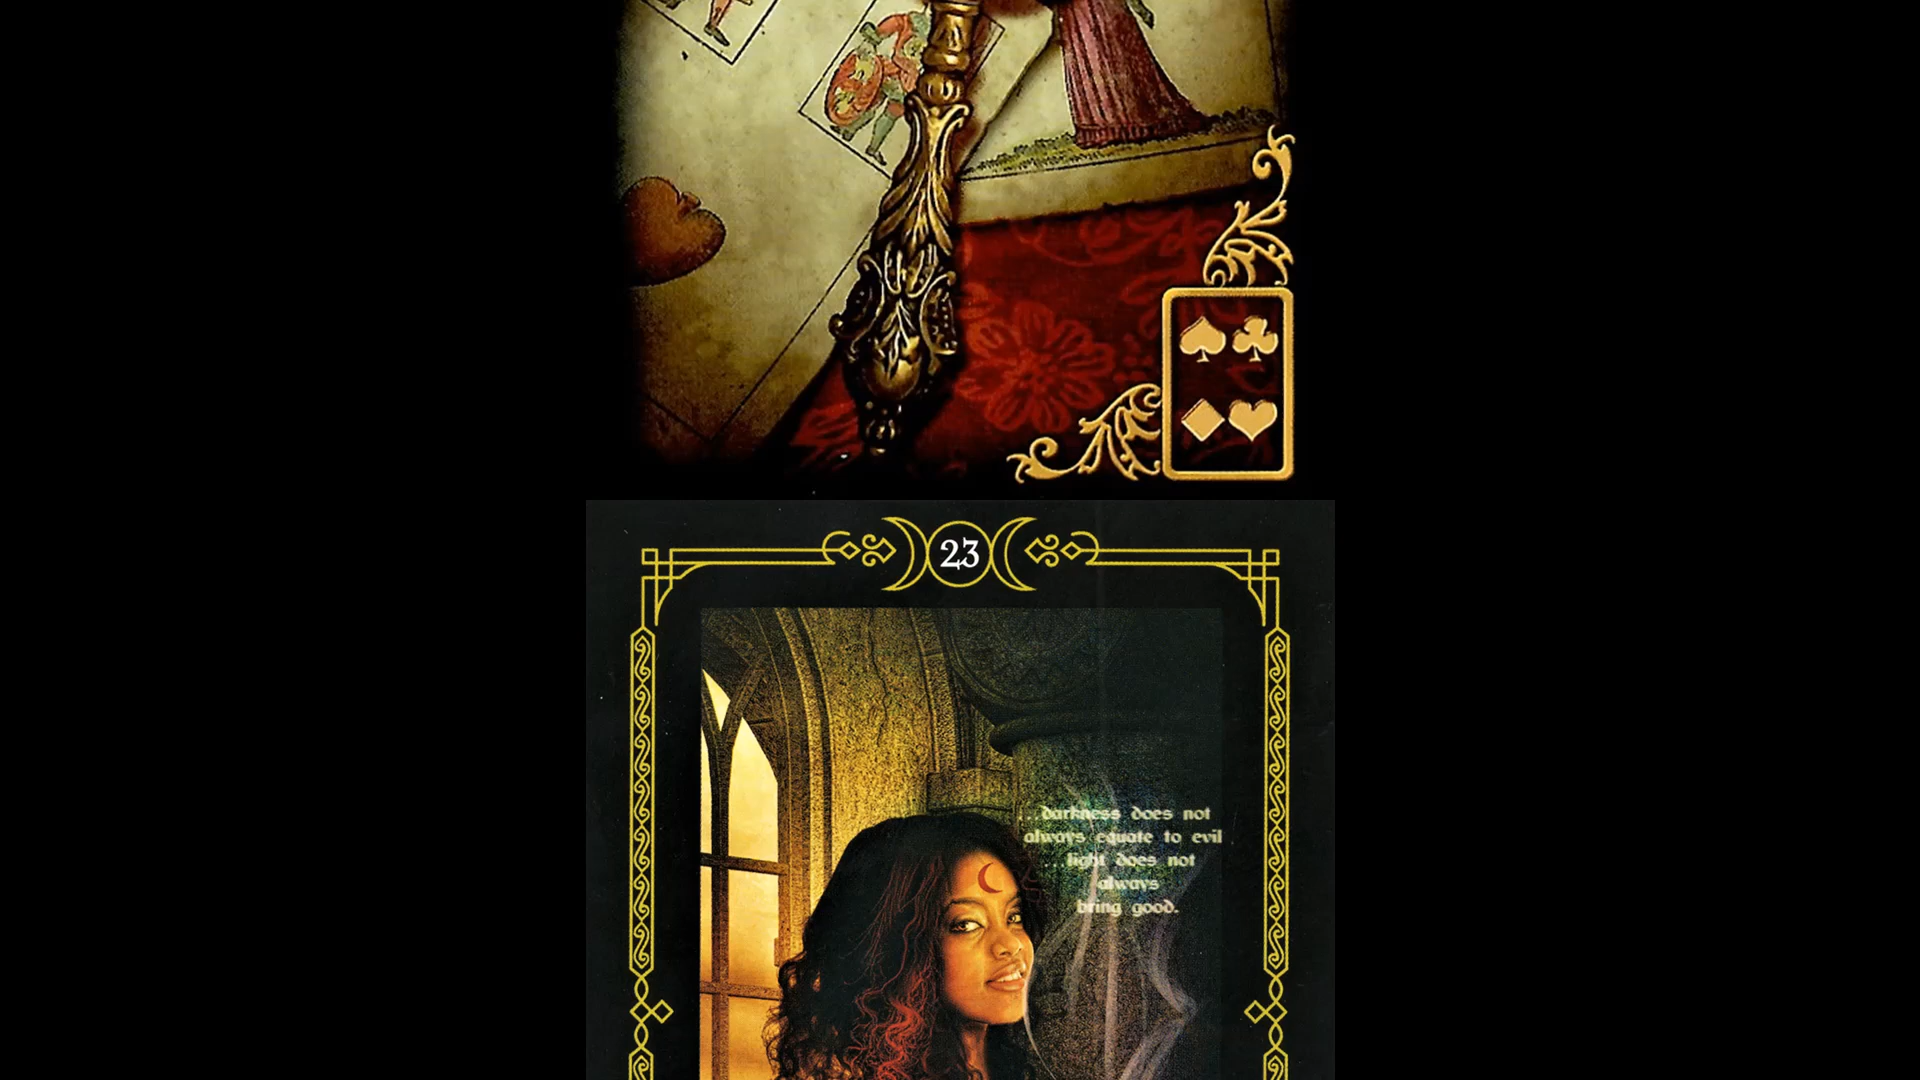 23
...darkness does not
always equate to evil
...light does not
always
bring good.